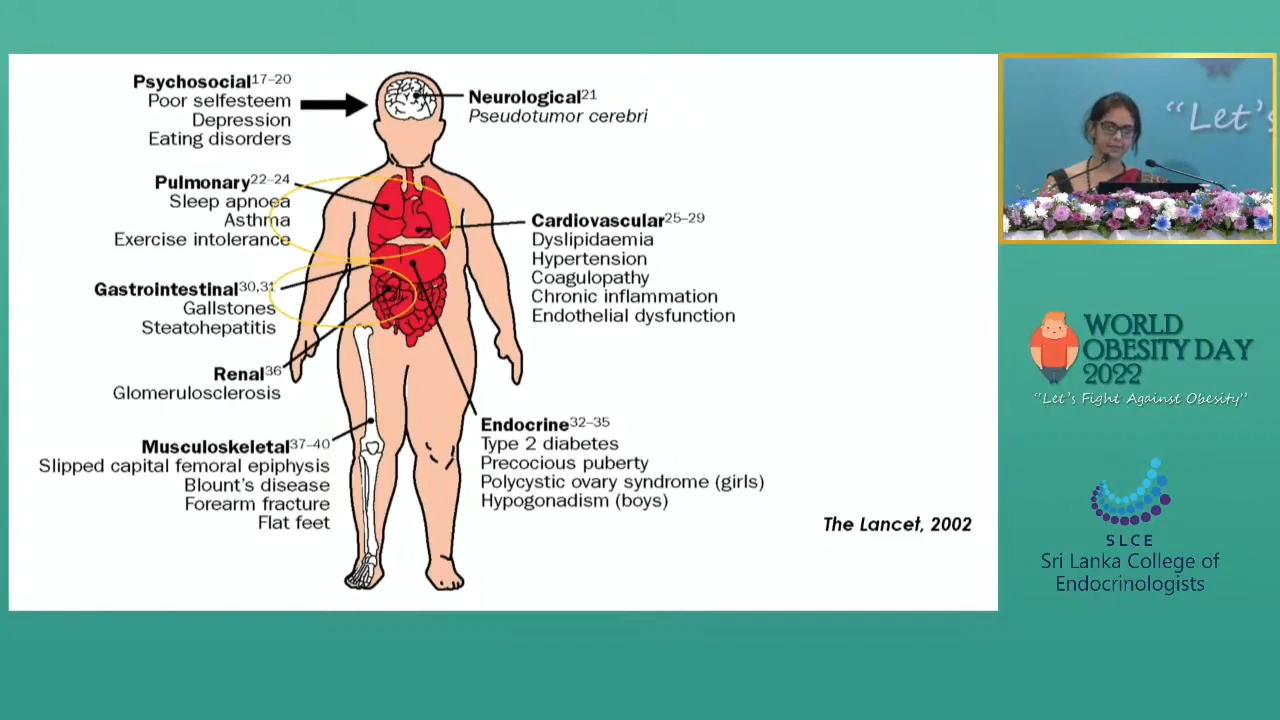 Psychosocial17–20
Poor selfesteem
Depression
Eating disorders
Neurological21
Pseudotumor cerebri
Pulmonary22–24
Sleep apnoea
Asthma
Exercise intolerance
Cardiovascular25–29
Dyslipidaemia
Hypertension
Coagulopathy
Chronic inflammation
Endothelial dysfunction
Gastrointestinal30,31
Gallstones
Steatohepatitis
Renal36
Glomerulosclerosis
Musculoskeletal37–40
Slipped capital femoral epiphysis
Blount's disease
Forearm fracture
Flat feet
Endocrine32–35
Type 2 diabetes
Precocious puberty
Polycystic ovary syndrome (girls)
Hypogonadism (boys)
The Lancet, 2002
“Let's
WORLD
OBESITY DAY
2022
“Let's Fight Against Obesity”
SLCE
Sri Lanka College of
Endocrinologists